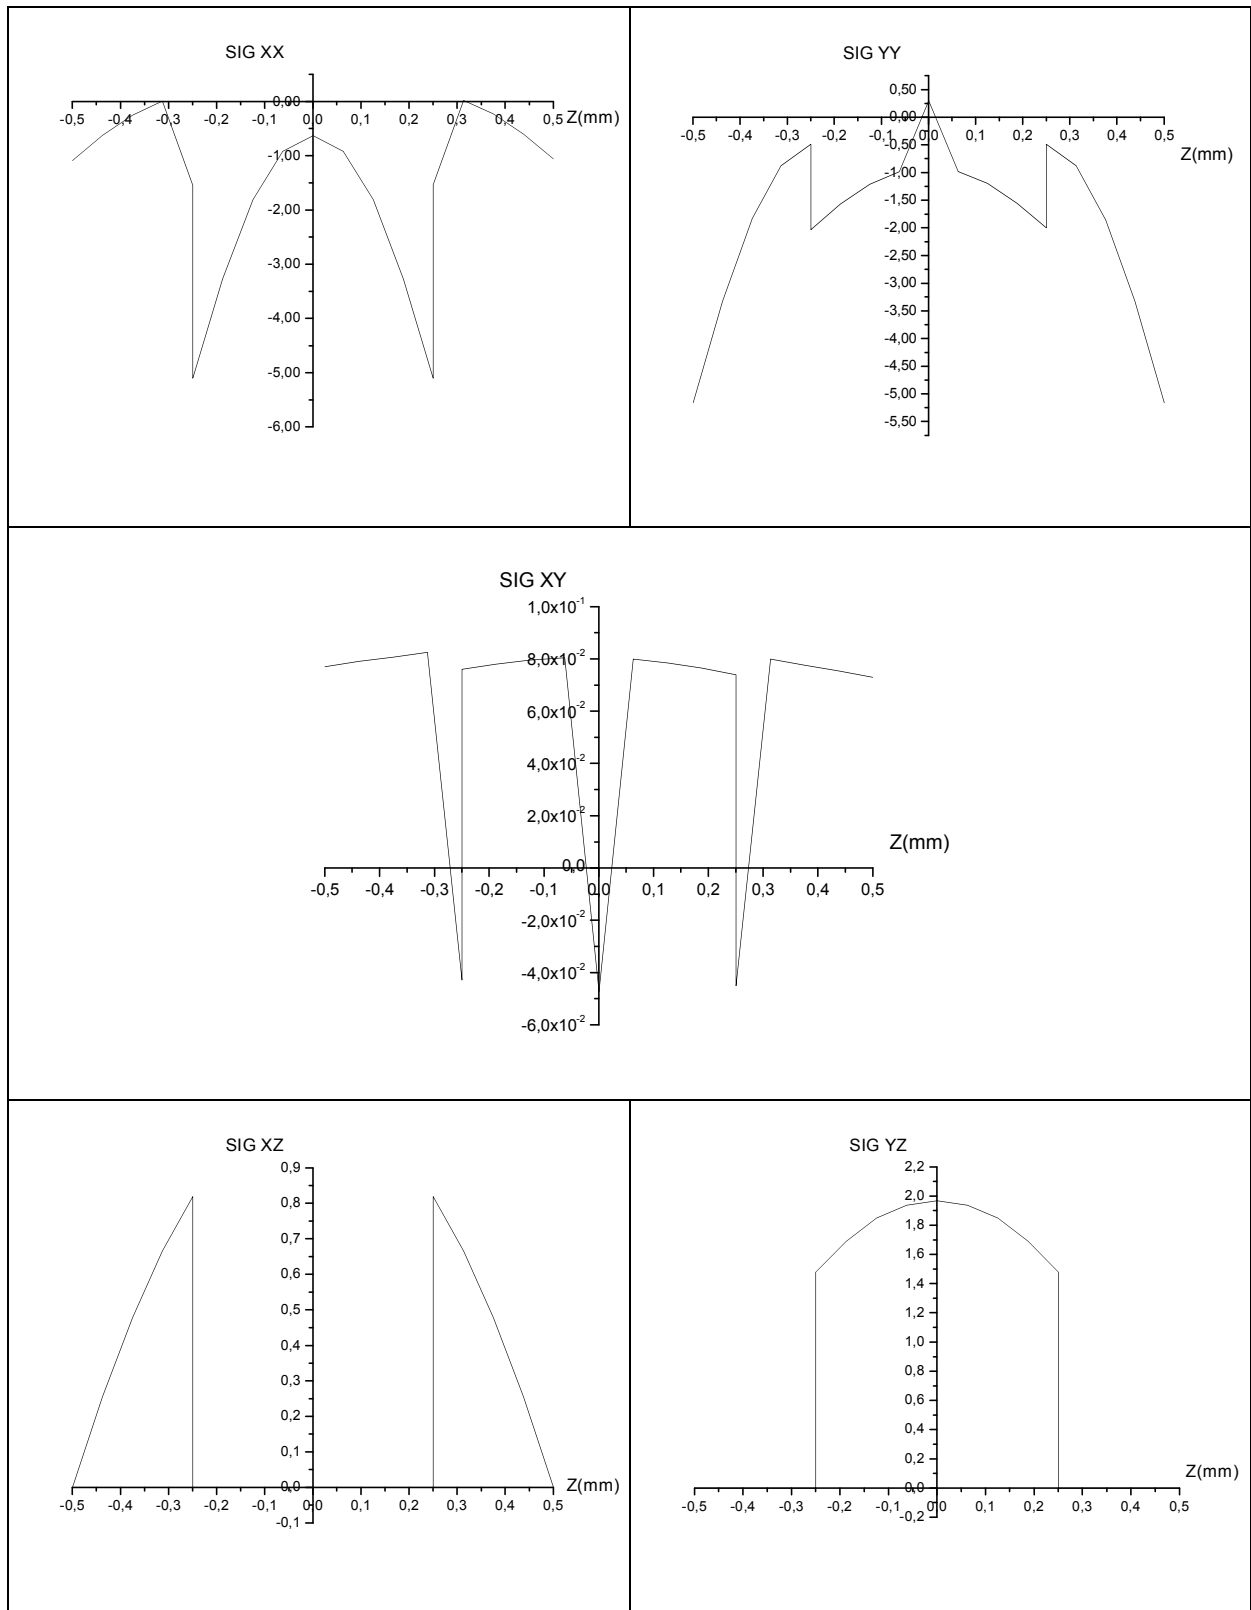 SIG XX
0,00
-0,5 -0,4 -0,3 -0,2 -0,1 0,0 0,1 0,2 0,3 0,4 0,5 Z(mm)
-1,00
-2,00
-3,00
-4,00
-5,00
-6,00
SIG YY
0,50
0,00
-0,5 -0,4 -0,3 -0,2 -0,1 0,0 0,1 0,2 0,3 0,4 0,5
-0,50
Z(mm)
-1,00
-1,50
-2,00
-2,50
-3,00
-3,50
-4,00
-4,50
-5,00
-5,50
SIG XY
1,0x10⁻¹
8,0x10⁻²
6,0x10⁻²
4,0x10⁻²
2,0x10⁻²
Z(mm)
0,0
-0,5 -0,4 -0,3 -0,2 -0,1 0,0 0,1 0,2 0,3 0,4 0,5
-2,0x10⁻²
-4,0x10⁻²
-6,0x10⁻²
SIG XZ
0,9
0,8
0,7
0,6
0,5
0,4
0,3
0,2
0,1
0,0
Z(mm)
-0,5 -0,4 -0,3 -0,2 -0,1 0,0 0,1 0,2 0,3 0,4 0,5
-0,1
SIG YZ
2,2
2,0
1,8
1,6
1,4
1,2
1,0
0,8
0,6
0,4
0,2
Z(mm)
0,0
-0,5 -0,4 -0,3 -0,2 -0,1 0,0 0,1 0,2 0,3 0,4 0,5
-0,2